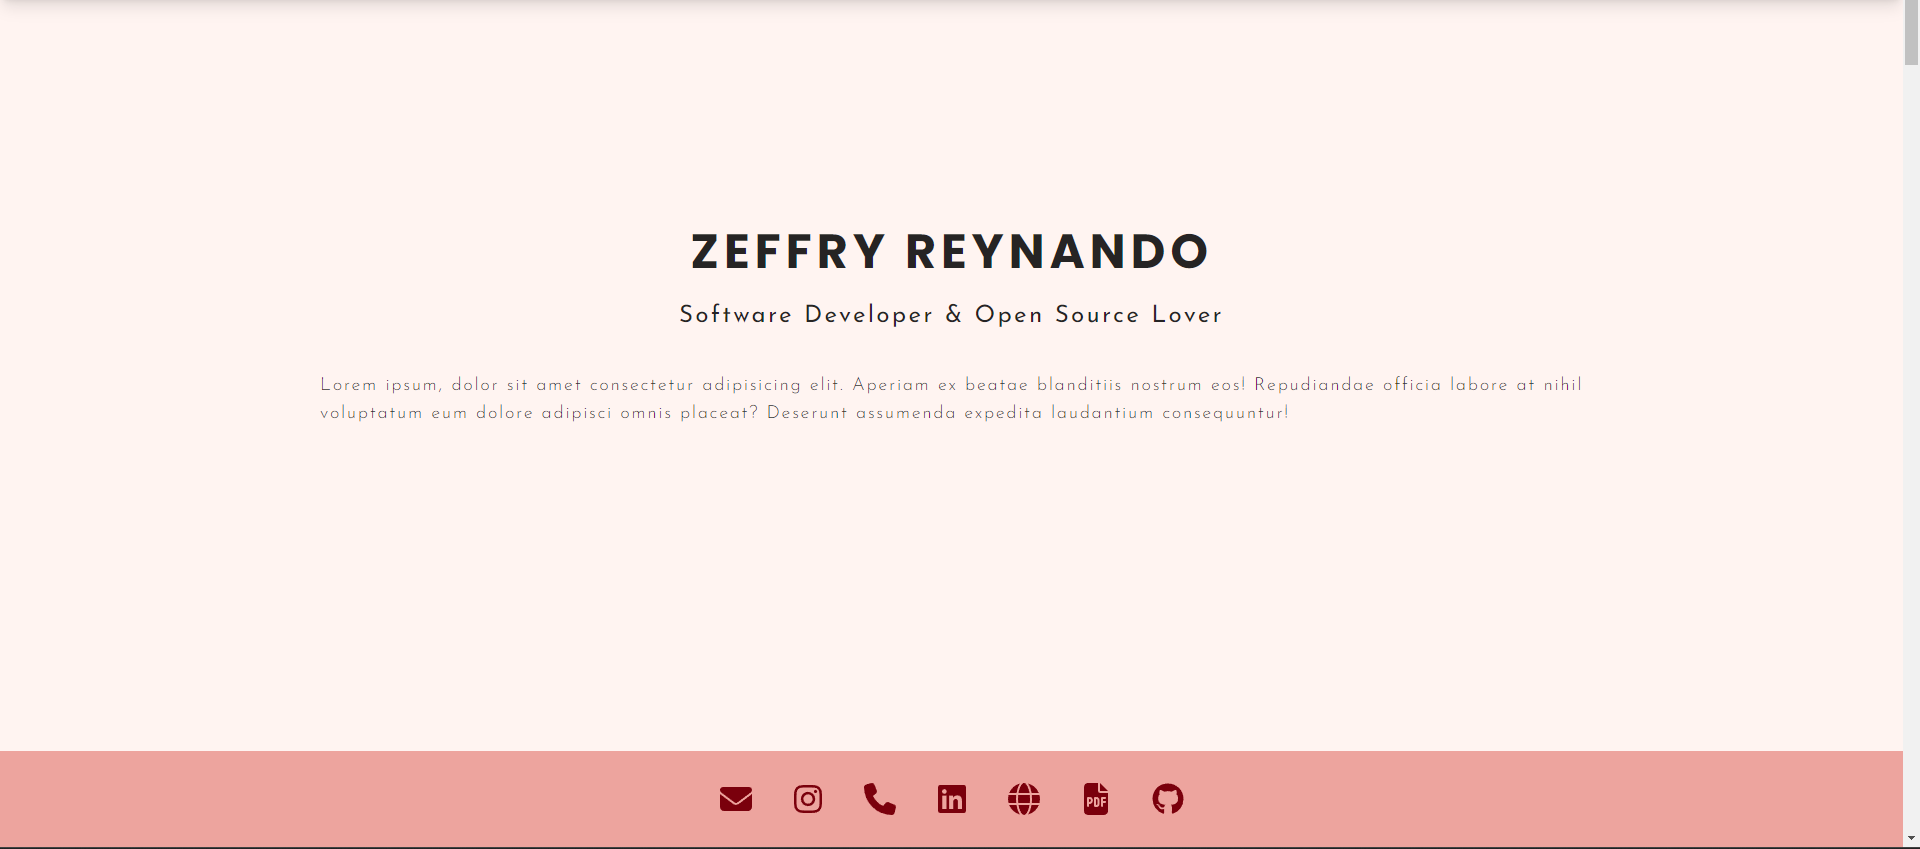 ZEFFRY REYNANDO
Software Developer & Open Source Lover
Lorem ipsum, dolor sit amet consectetur adipisicing elit. Aperiam ex beatae blanditiis nostrum eos! Repudiandae officia labore at nihil
voluptatum eum dolore adipisci omnis placeat? Deserunt assumenda expedita laudantium consequuntur!
in
PDF